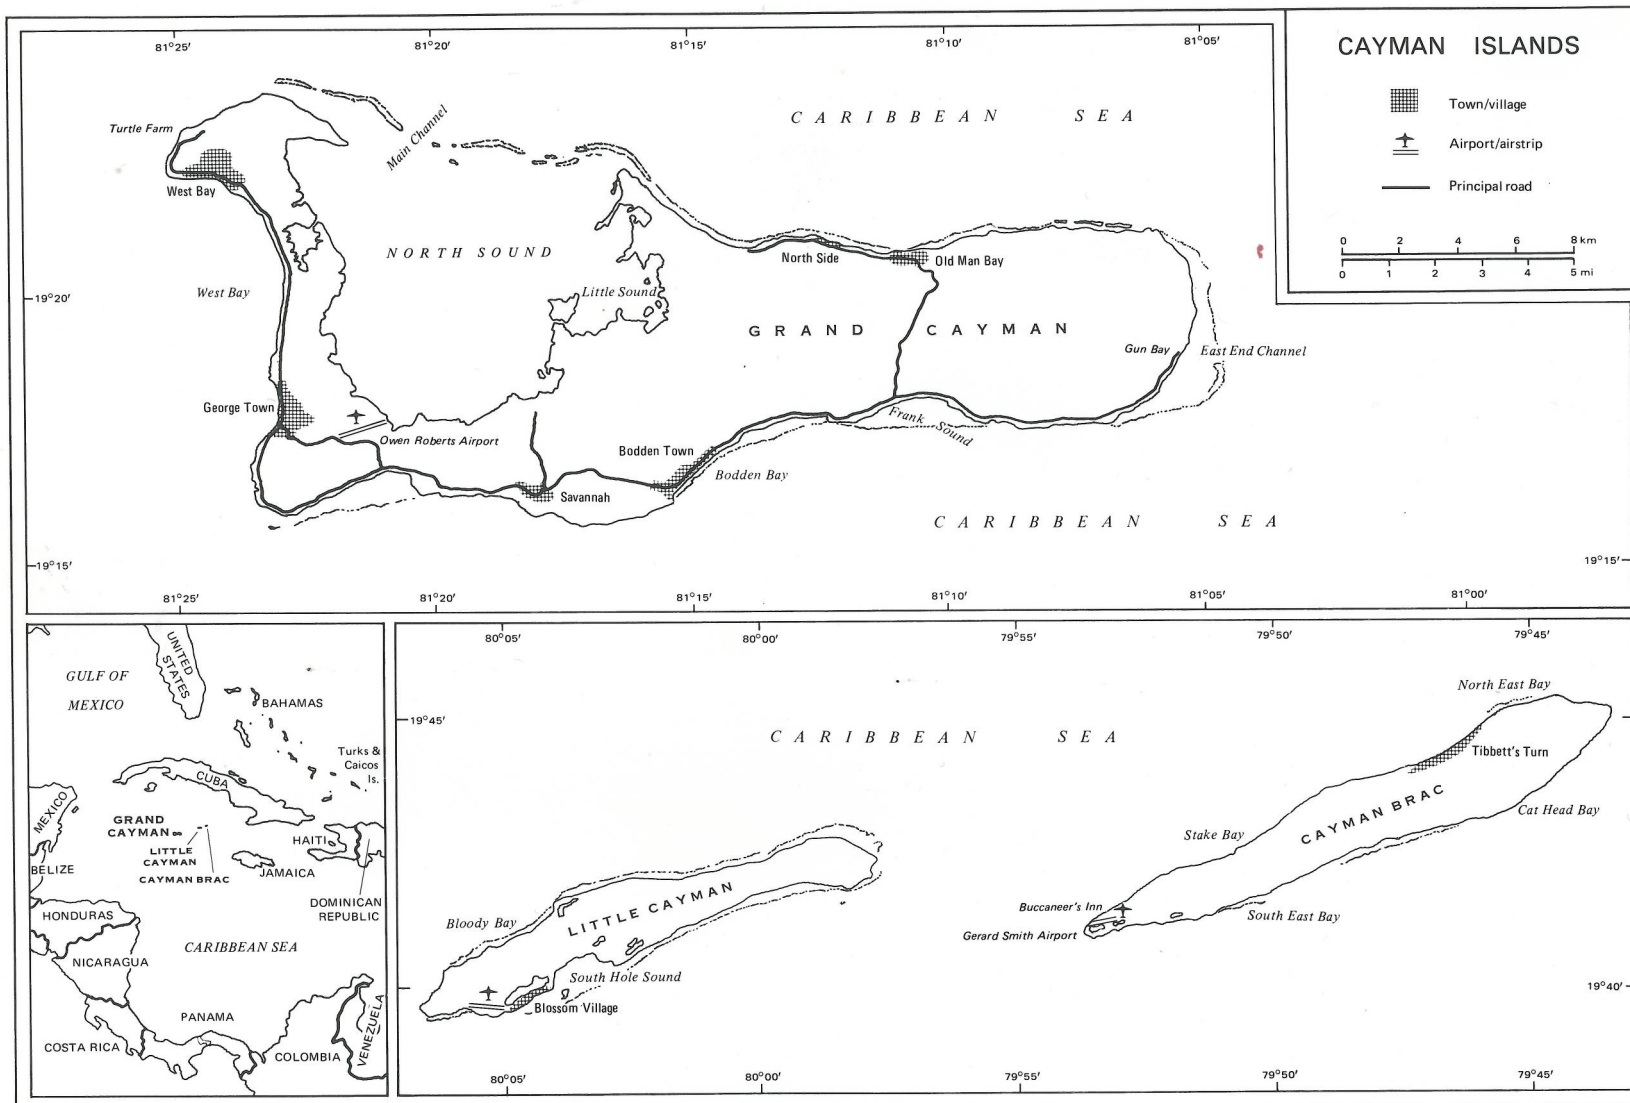 81°25′
81°20′
81°15′
81°10′
81°05′
CAYMAN ISLANDS
Town/village
Airport/airstrip
Principal road
0 2 4 6 8 km
0 1 2 3 4 5 mi
CARIBBEAN SEA
Main Channel
Turtle Farm
West Bay
NORTH SOUND
North Side
Old Man Bay
West Bay
19°20′
Little Sound
GRAND CAYMAN
Gun Bay
East End Channel
George Town
Frank Sound
Owen Roberts Airport
Bodden Town
Bodden Bay
Savannah
CARIBBEAN SEA
19°15′
19°15′
81°25′
81°20′
81°15′
81°10′
81°05′
81°00′
GULF OF
MEXICO
UNITED
STATES
BAHAMAS
Turks &
Caicos
Is.
CUBA
MEXICO
GRAND
CAYMAN
LITTLE
CAYMAN
CAYMAN BRAC
HAITI
JAMAICA
BELIZE
DOMINICAN
REPUBLIC
HONDURAS
CARIBBEAN SEA
NICARAGUA
PANAMA
COSTA RICA
COLOMBIA
VENEZUELA
80°05′
80°00′
79°55′
79°50′
79°45′
19°45′
CARIBBEAN SEA
North East Bay
Tibbett's Turn
CAYMAN BRAC
Cat Head Bay
Stake Bay
Buccaneer's Inn
Gerard Smith Airport
South East Bay
LITTLE CAYMAN
Bloody Bay
South Hole Sound
Blossom Village
19°40′
80°05′
80°00′
79°55′
79°50′
79°45′